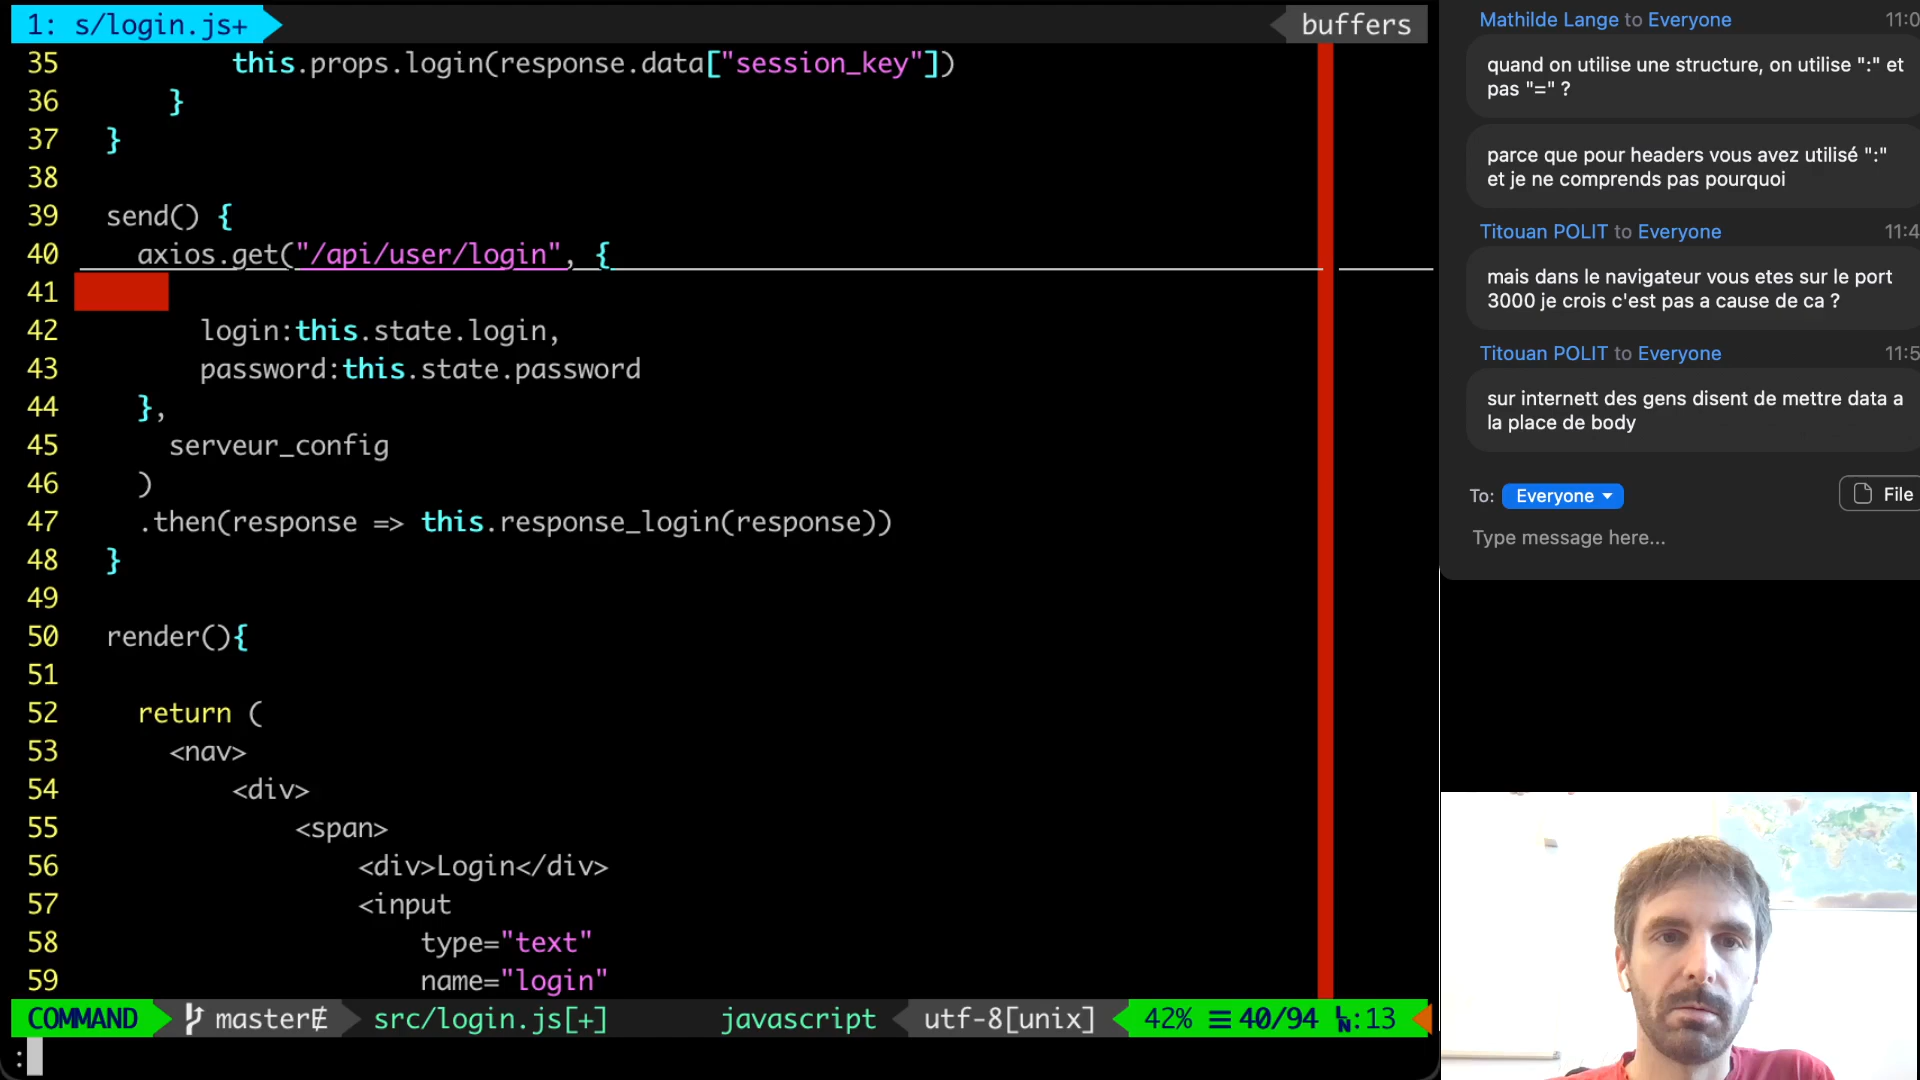 1: s/login.js+
buffers
35 this.props.login(response.data["session_key"])
36 }
37 }
38
39 send() {
40 axios.get("/api/user/login", {
41
42 login:this.state.login,
43 password:this.state.password
44 },
45 serveur_config
46 )
47 .then(response => this.response_login(response))
48 }
49
50 render(){
51
52 return (
53 <nav>
54 <div>
55 <span>
56 <div>Login</div>
57 <input
58 type="text"
59 name="login"
COMMAND master src/login.js[+] javascript utf-8[unix] 42% 40/94 LN:13
:
Mathilde Lange to Everyone 11:0
quand on utilise une structure, on utilise ":" et
pas "=" ?
parce que pour headers vous avez utilisé ":"
et je ne comprends pas pourquoi
Titouan POLIT to Everyone 11:4
mais dans le navigateur vous etes sur le port
3000 je crois c'est pas a cause de ca ?
Titouan POLIT to Everyone 11:5
sur internett des gens disent de mettre data a
la place de body
To: Everyone File
Type message here...